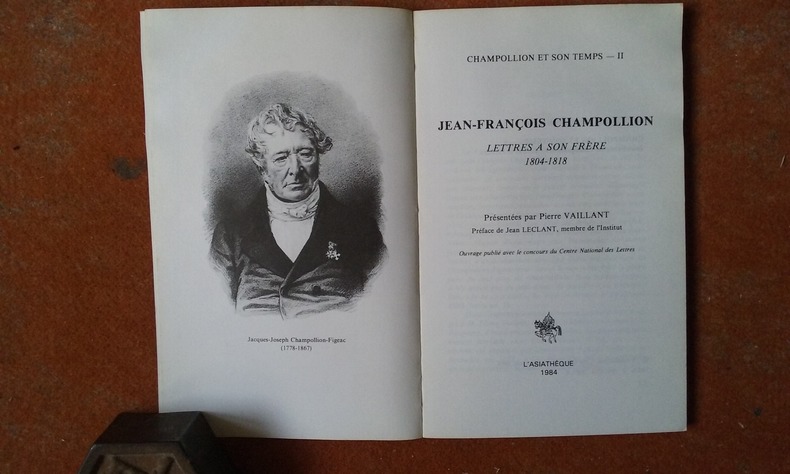 Jacques-Joseph Champollion-Figeac
(1778-1867)
CHAMPOLLION ET SON TEMPS — II
JEAN-FRANÇOIS CHAMPOLLION
LETTRES A SON FRÈRE
1804-1818
Présentées par Pierre VAILLANT
Préface de Jean LECLANT, membre de l'Institut
Ouvrage publié avec le concours du Centre National des Lettres
L'ASIATHÈQUE
1984